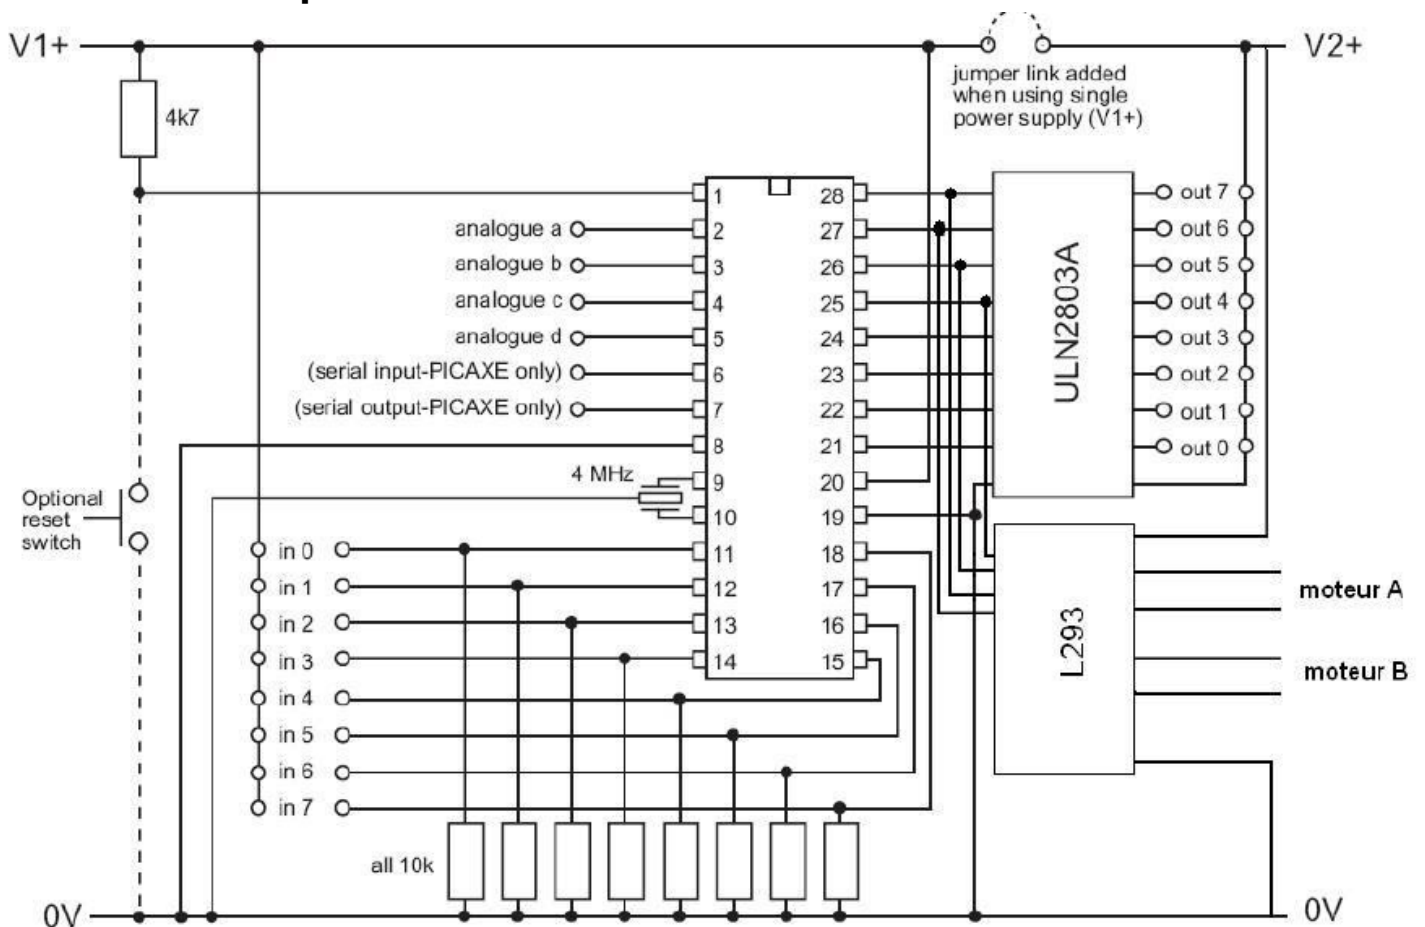 V1+
V2+
jumper link added
when using single
power supply (V1+)
4k7
1
28
out 7
analogue a
2
27
out 6
analogue b
3
26
out 5
analogue c
4
25
out 4
analogue d
5
24
out 3
(serial input-PICAXE only)
6
23
out 2
(serial output-PICAXE only)
7
22
out 1
8
21
out 0
ULN2803A
4 MHz
9
20
Optional
reset
switch
10
19
in 0
11
18
in 1
12
17
moteur A
in 2
13
16
in 3
14
15
L293
moteur B
in 4
in 5
in 6
in 7
all 10k
0V
0V